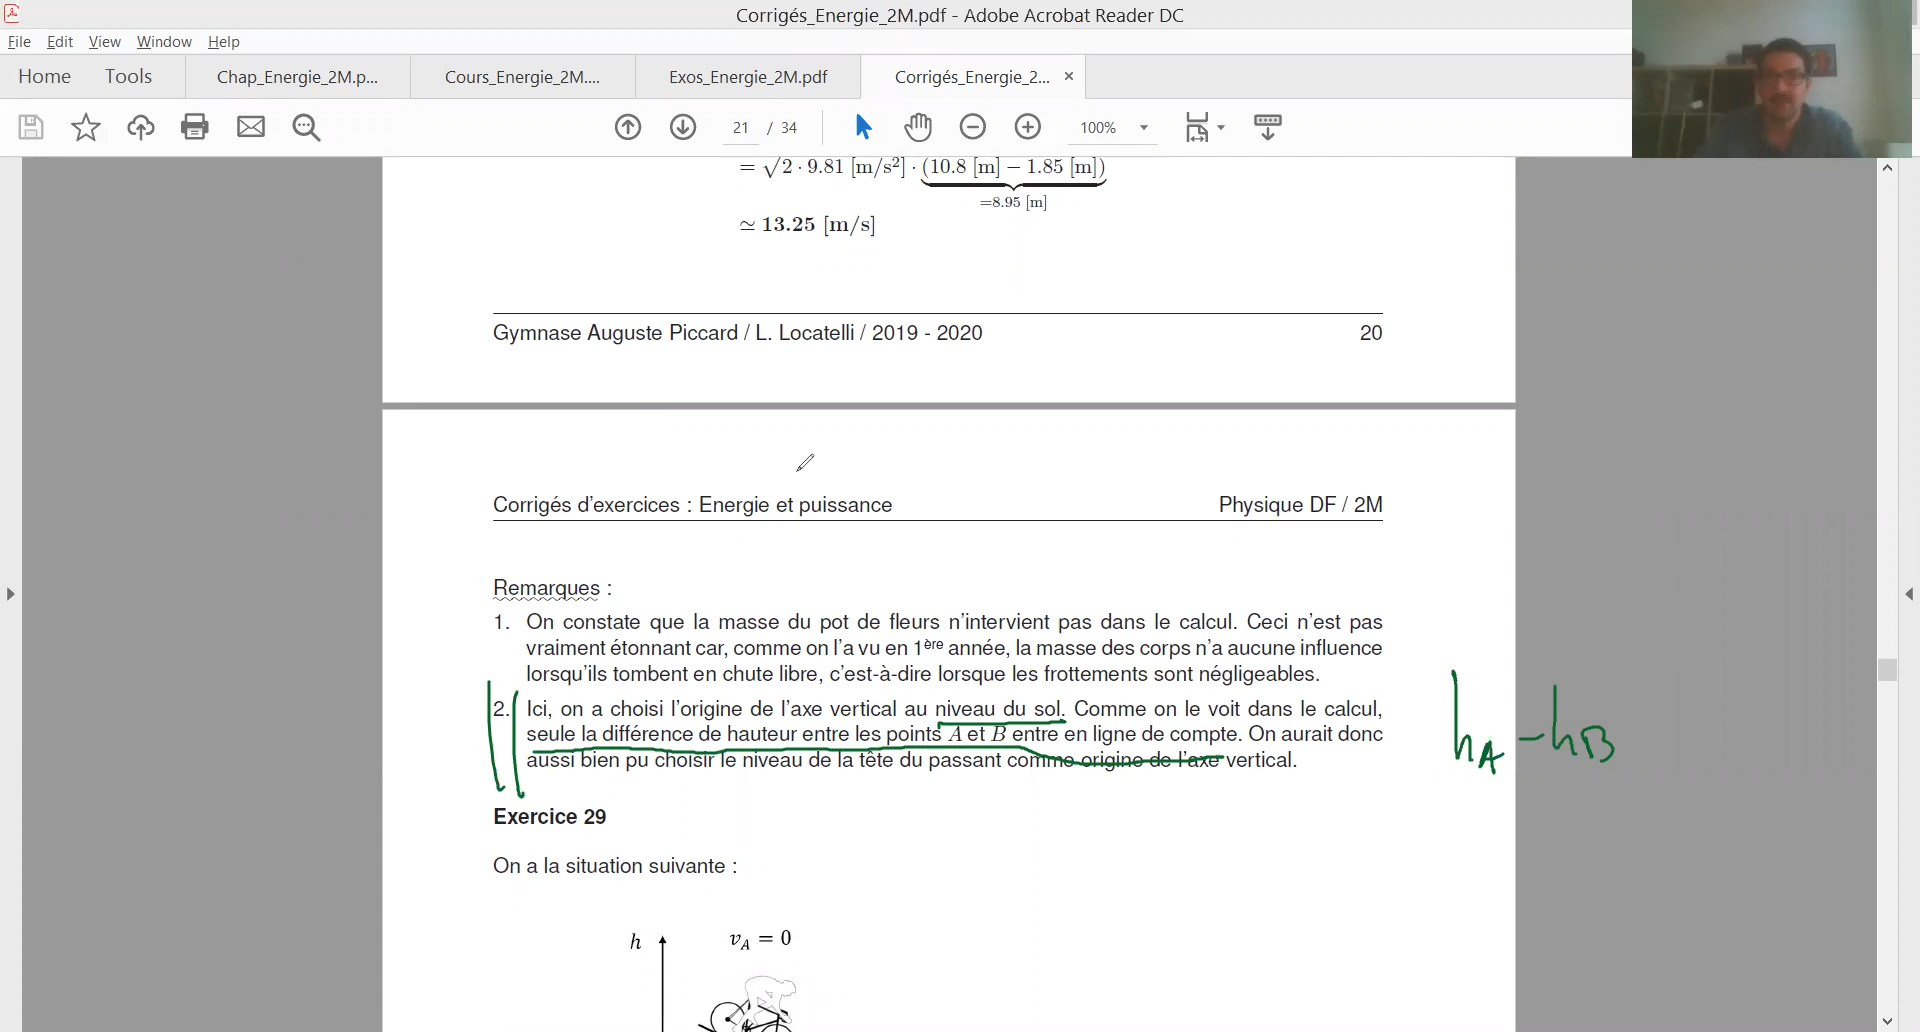 Corrigés_Energie_2M.pdf - Adobe Acrobat Reader DC
File Edit View Window Help
Home Tools Chap_Energie_2M.p... Cours_Energie_2M.... Exos_Energie_2M.pdf Corrigés_Energie_2... ×
21 / 34 100%
= √2 · 9.81 [m/s²] · (10.8 [m] − 1.85 [m])
=8.95 [m]
≃ 13.25 [m/s]
Gymnase Auguste Piccard / L. Locatelli / 2019 - 2020 20
Corrigés d'exercices : Energie et puissance Physique DF / 2M
Remarques :
1. On constate que la masse du pot de fleurs n'intervient pas dans le calcul. Ceci n'est pas
vraiment étonnant car, comme on l'a vu en 1ère année, la masse des corps n'a aucune influence
lorsqu'ils tombent en chute libre, c'est-à-dire lorsque les frottements sont négligeables.
2. Ici, on a choisi l'origine de l'axe vertical au niveau du sol. Comme on le voit dans le calcul,
seule la différence de hauteur entre les points A et B entre en ligne de compte. On aurait donc
aussi bien pu choisir le niveau de la tête du passant comme origine de l'axe vertical.
hA − hB
Exercice 29
On a la situation suivante :
h vA = 0